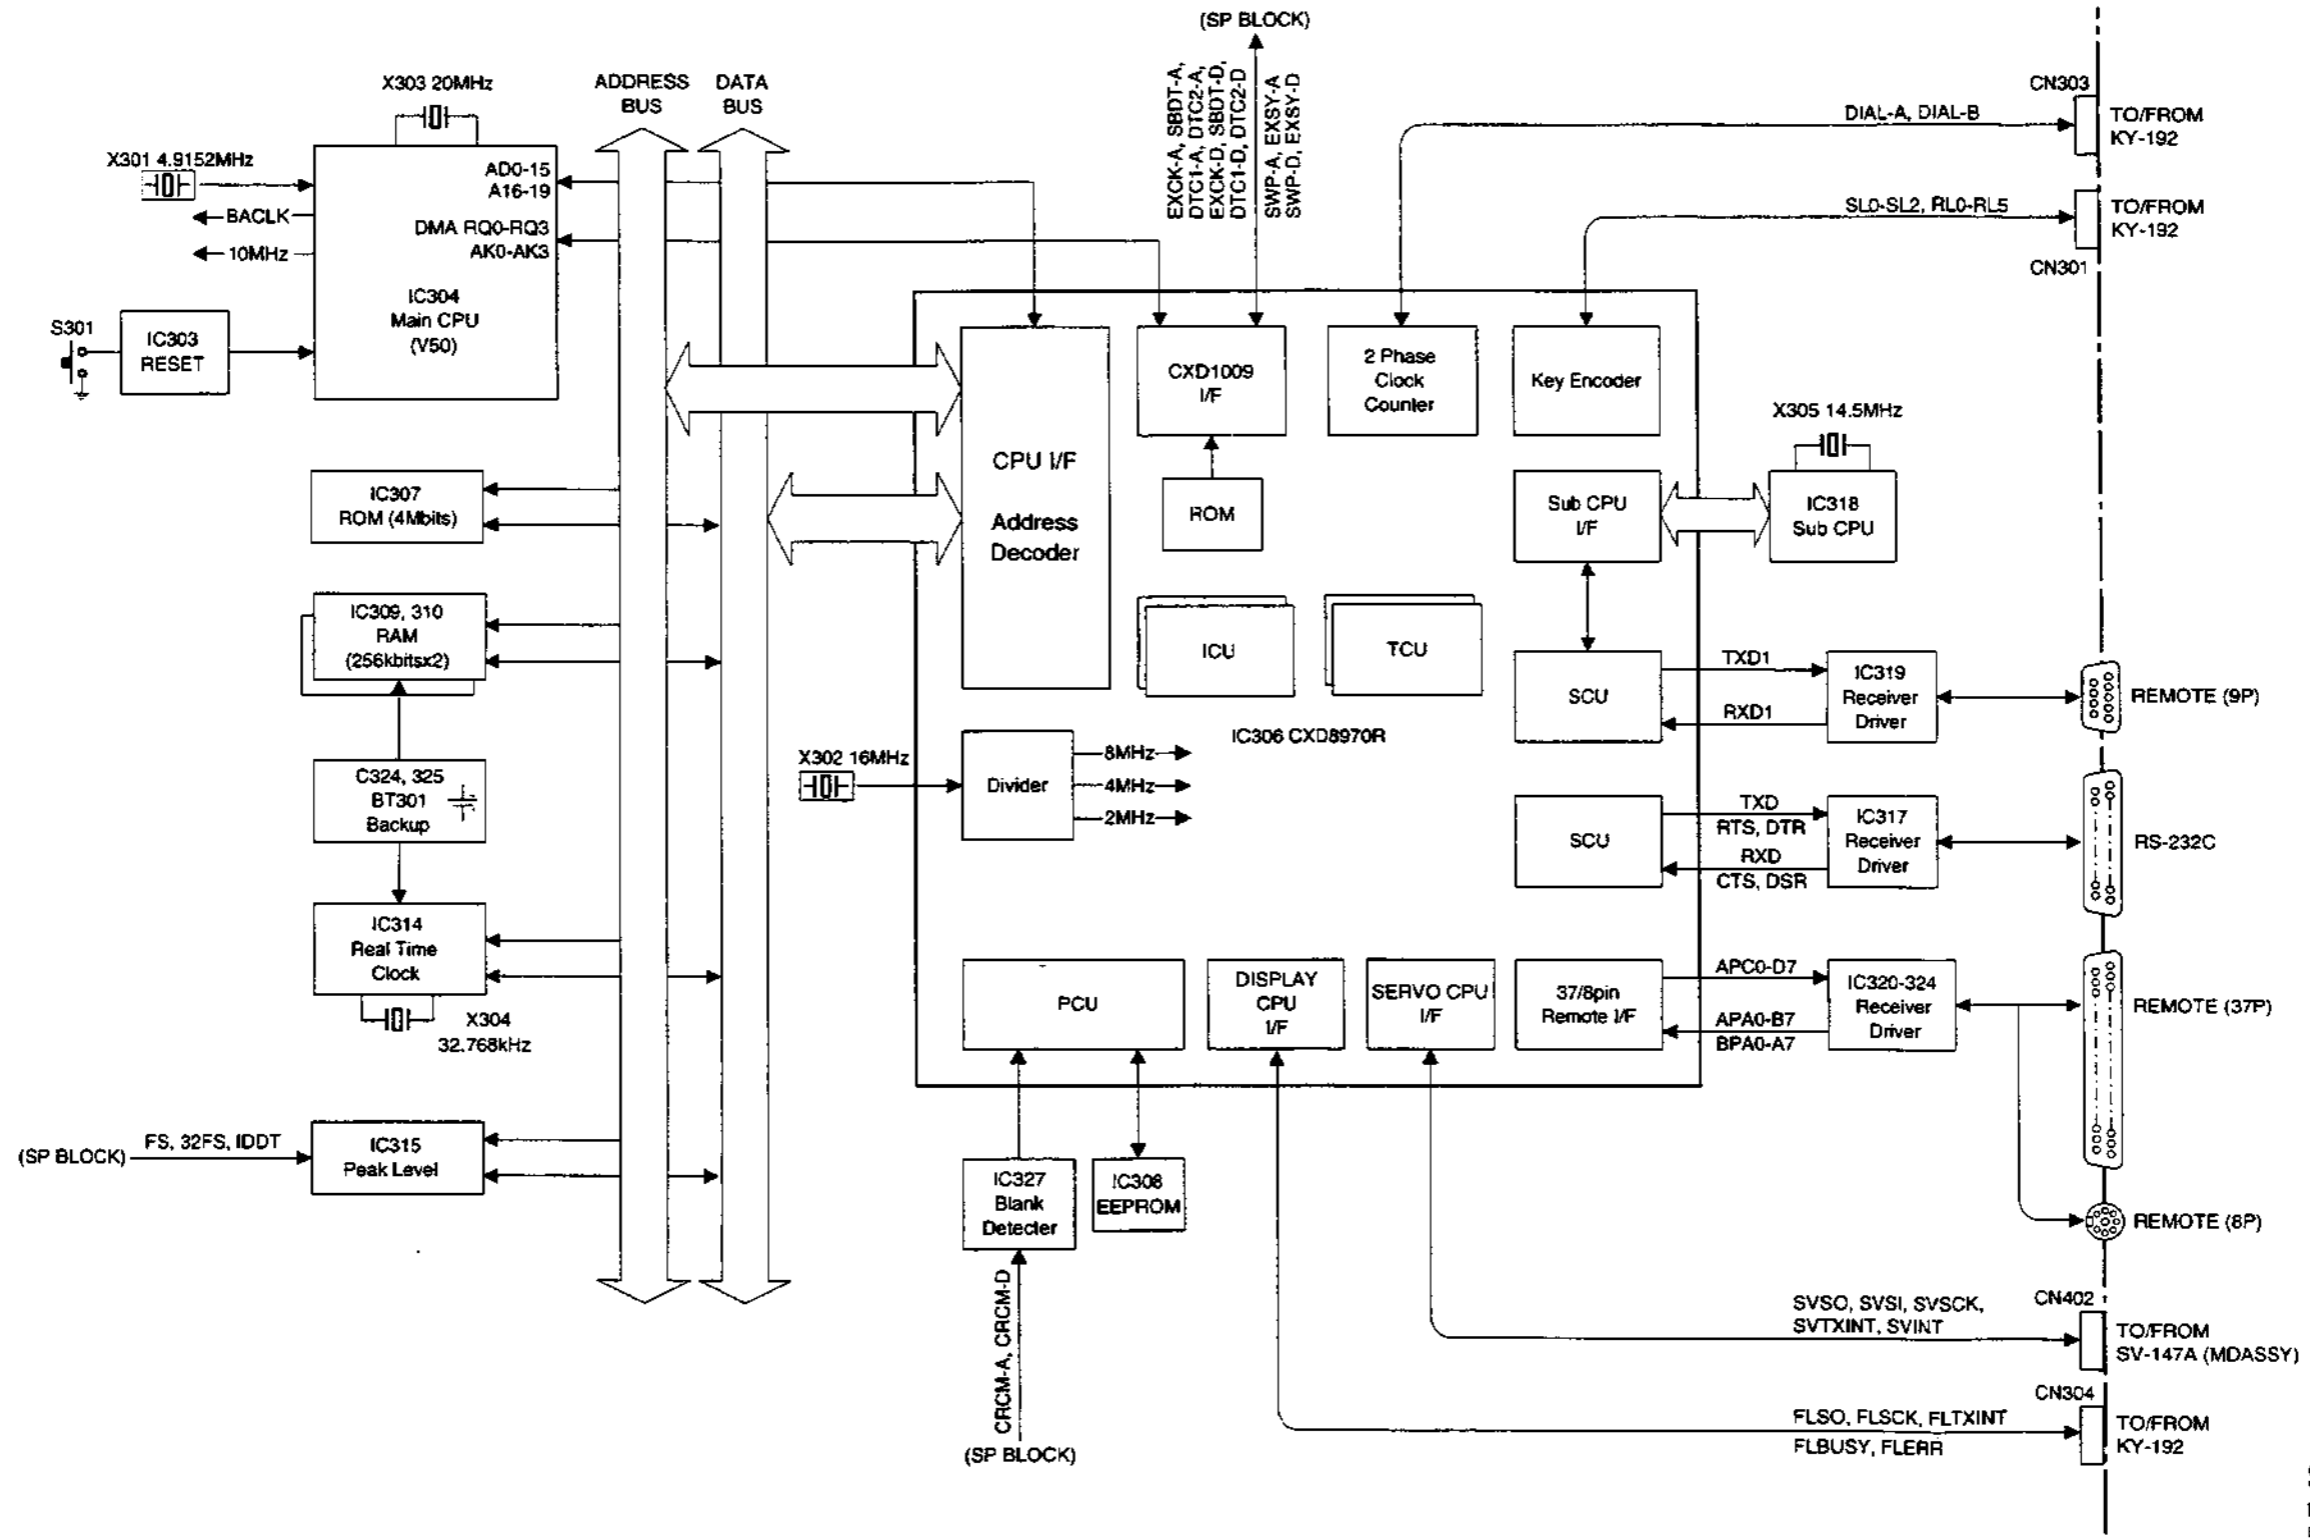 (SP BLOCK)
EXCK-A, SBDT-A,
DTC1-A, DTC2-A,
EXCK-D, SBDT-D,
DTC1-D, DTC2-D
SWP-A, EXSY-A
SWP-D, EXSY-D
X303 20MHz
ADDRESS
BUS
DATA
BUS
CN303
DIAL-A, DIAL-B
TO/FROM
KY-192
X301 4.9152MHz
AD0-15
A16-19
BACLK
DMA RQ0-RQ3
AK0-AK3
10MHz
IC304
Main CPU
(V50)
SL0-SL2, RL0-RL5
TO/FROM
KY-192
CN301
S301
IC303
RESET
CXD1009
I/F
2 Phase
Clock
Counter
Key Encoder
X305 14.5MHz
CPU I/F
Address
Decoder
ROM
Sub CPU
I/F
IC318
Sub CPU
IC307
ROM (4Mbits)
IC309, 310
RAM
(256kbitsx2)
ICU
TCU
SCU
TXD1
RXD1
IC319
Receiver
Driver
REMOTE (9P)
IC306 CXD8970R
X302 16MHz
Divider
8MHz
4MHz
2MHz
C324, 325
BT301
Backup
SCU
TXD
RTS, DTR
RXD
CTS, DSR
IC317
Receiver
Driver
RS-232C
IC314
Real Time
Clock
X304
32.768kHz
PCU
DISPLAY
CPU
I/F
SERVO CPU
I/F
37/8pin
Remote I/F
APC0-D7
APA0-B7
BPA0-A7
IC320-324
Receiver
Driver
REMOTE (37P)
(SP BLOCK)
FS, 32FS, IDDT
IC315
Peak Level
IC327
Blank
Detecter
IC308
EEPROM
REMOTE (8P)
CRCM-A, CRCM-D
(SP BLOCK)
SVSO, SVSI, SVSCK,
SVTXINT, SVINT
CN402
TO/FROM
SV-147A (MDASSY)
CN304
FLSO, FLSCK, FLTXINT
FLBUSY, FLERR
TO/FROM
KY-192